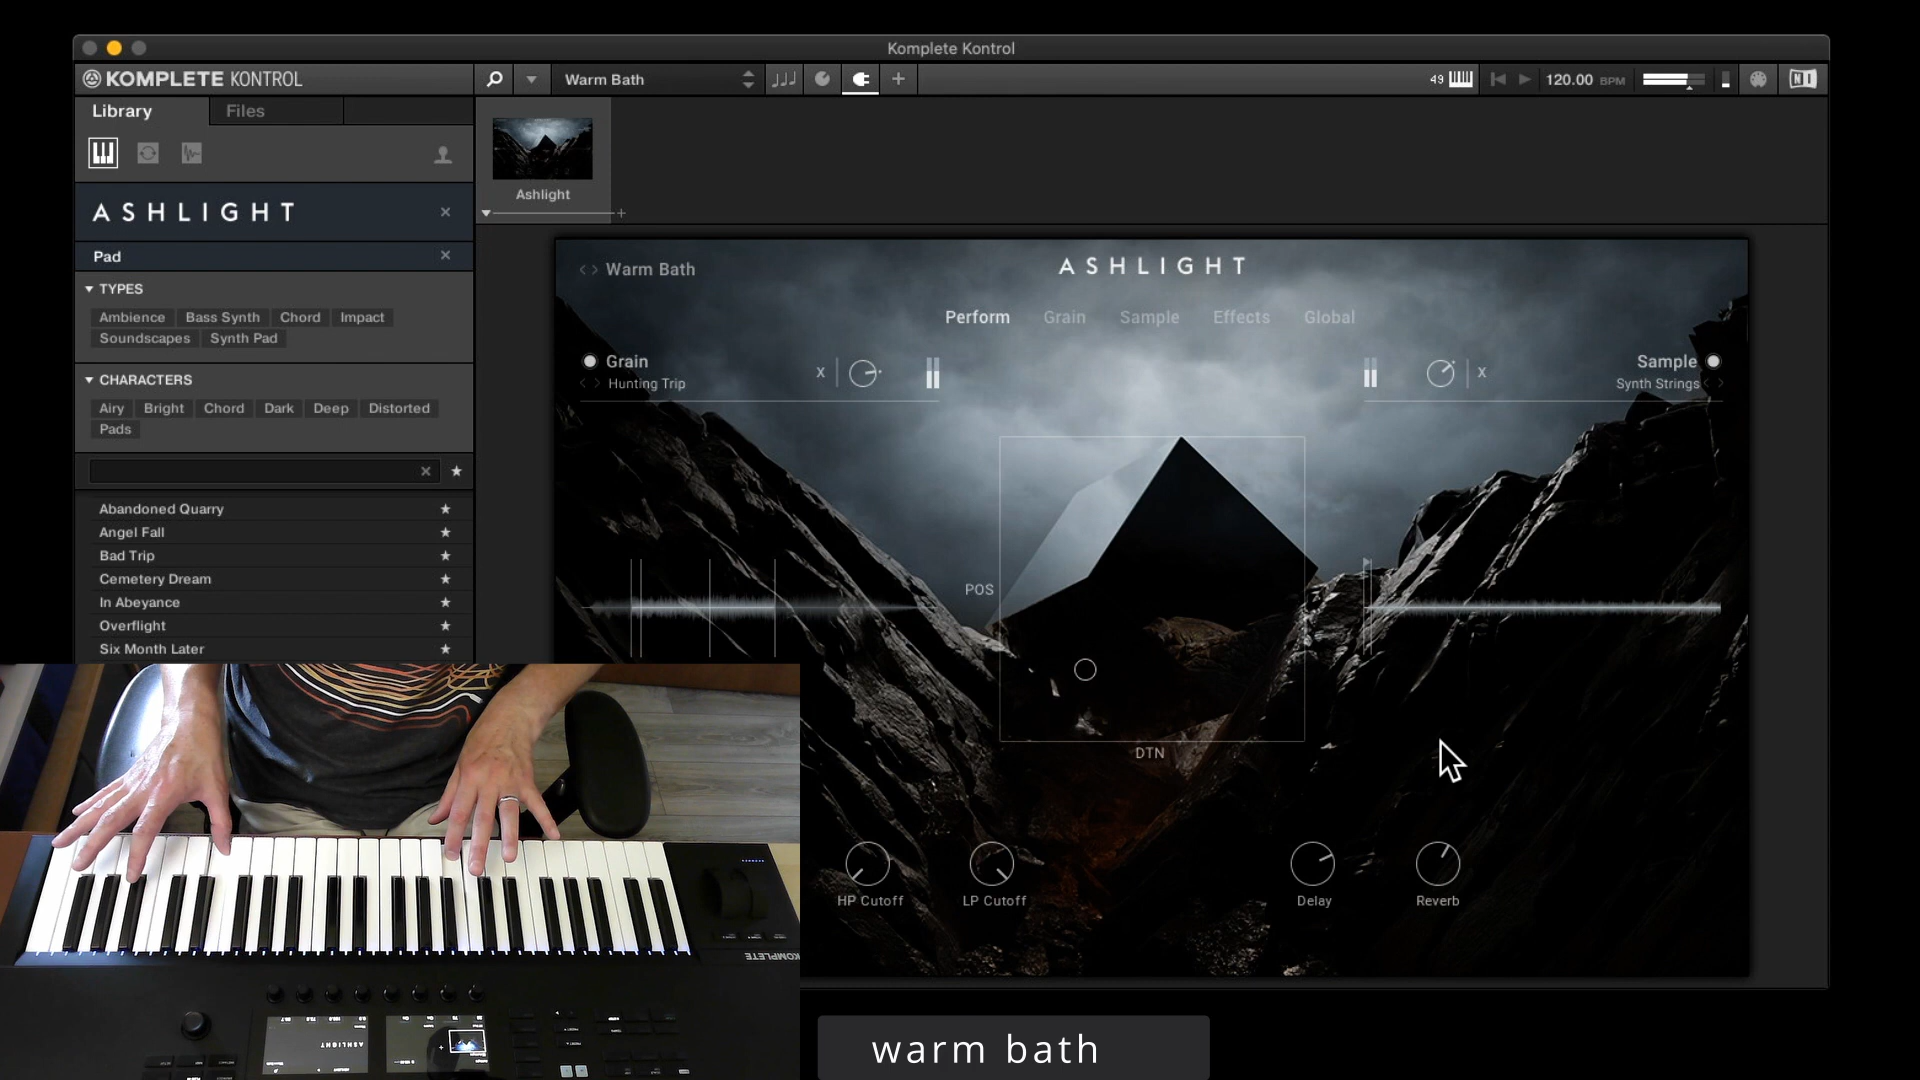 Komplete Kontrol
KOMPLETE KONTROL
Warm Bath
49
120.00 BPM
Library
Files
Ashlight
ASHLIGHT
Pad
TYPES
Ambience Bass Synth Chord Impact
Soundscapes Synth Pad
CHARACTERS
Airy Bright Chord Dark Deep Distorted
Pads
Abandoned Quarry
Angel Fall
Bad Trip
Cemetery Dream
In Abeyance
Overflight
Six Month Later
Warm Bath
ASHLIGHT
Perform Grain Sample Effects Global
Grain
Hunting Trip
X
X
Sample
Synth Strings
POS
DTN
HP Cutoff
LP Cutoff
Delay
Reverb
KOMPLETE
ASHLIGHT
warm bath